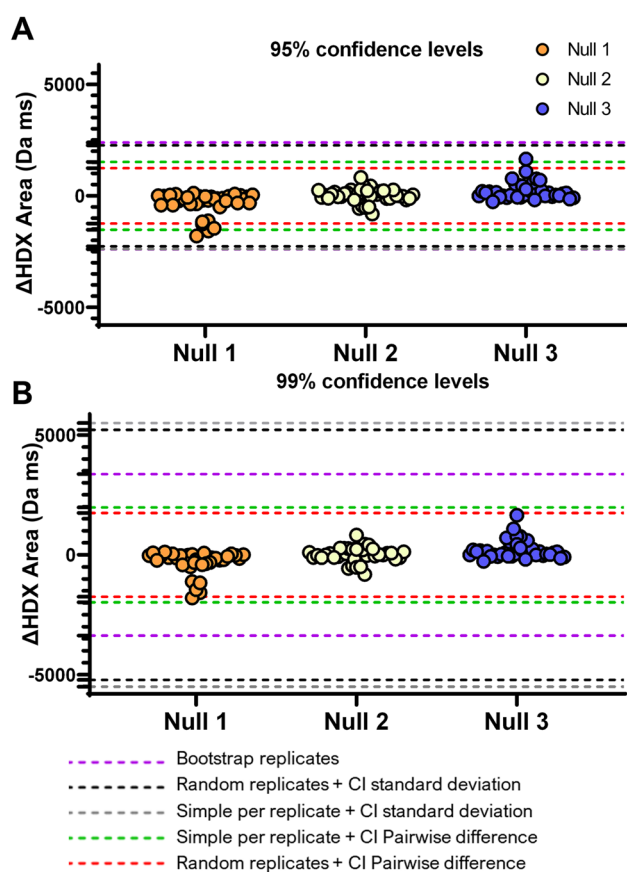 A
95% confidence levels
Null 1
Null 2
Null 3
ΔHDX Area (Da ms)
5000
0
-5000
Null 1
Null 2
Null 3
99% confidence levels
B
ΔHDX Area (Da ms)
5000
0
-5000
Null 1
Null 2
Null 3
Bootstrap replicates
Random replicates + CI standard deviation
Simple per replicate + CI standard deviation
Simple per replicate + CI Pairwise difference
Random replicates + CI Pairwise difference